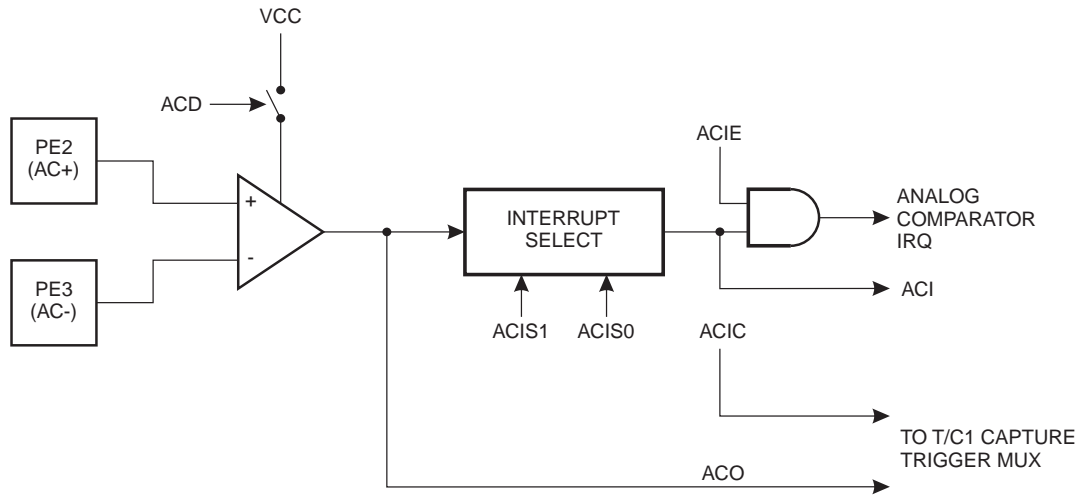 VCC
ACD
PE2
(AC+)
+
-
PE3
(AC-)
INTERRUPT
SELECT
ACIS1
ACIS0
ACIE
ANALOG
COMPARATOR
IRQ
ACI
ACIC
TO T/C1 CAPTURE
TRIGGER MUX
ACO